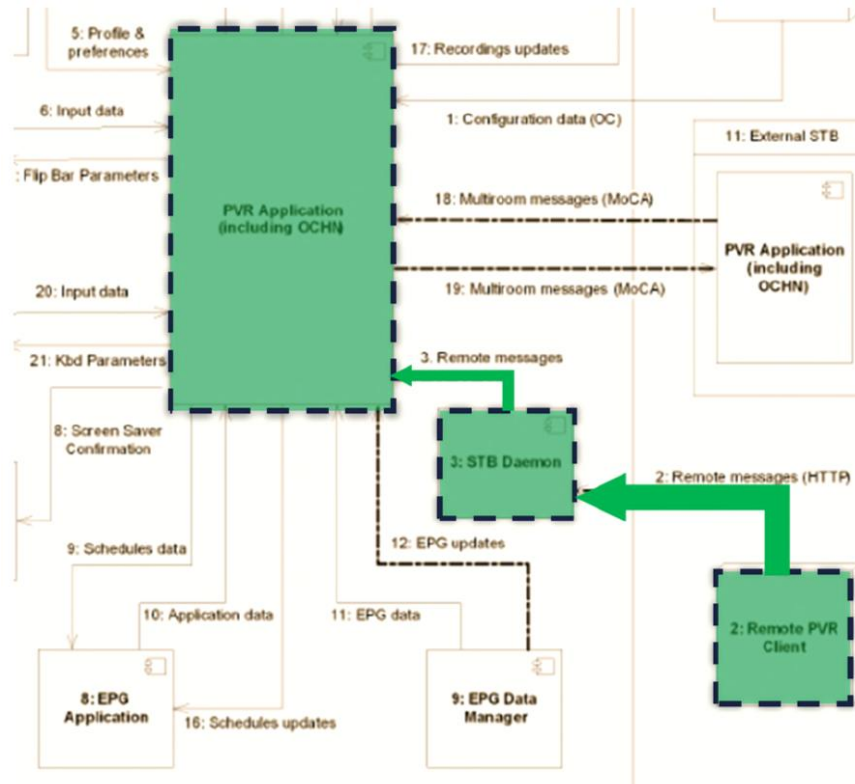 5: Profile &
preferences
17: Recordings updates
6: Input data
1: Configuration data (OC)
11: External STB
: Flip Bar Parameters
18: Multiroom messages (MoCA)
PVR Application
(including OCHN)
PVR Application
(including
OCHN)
20: Input data
19: Multiroom messages (MoCA)
21: Kbd Parameters
3. Remote messages
8: Screen Saver
Confirmation
3: STB Daemon
2: Remote messages (HTTP)
9: Schedules data
12: EPG updates
10: Application data
11: EPG data
2: Remote PVR
Client
8: EPG
Application
9: EPG Data
Manager
16: Schedules updates